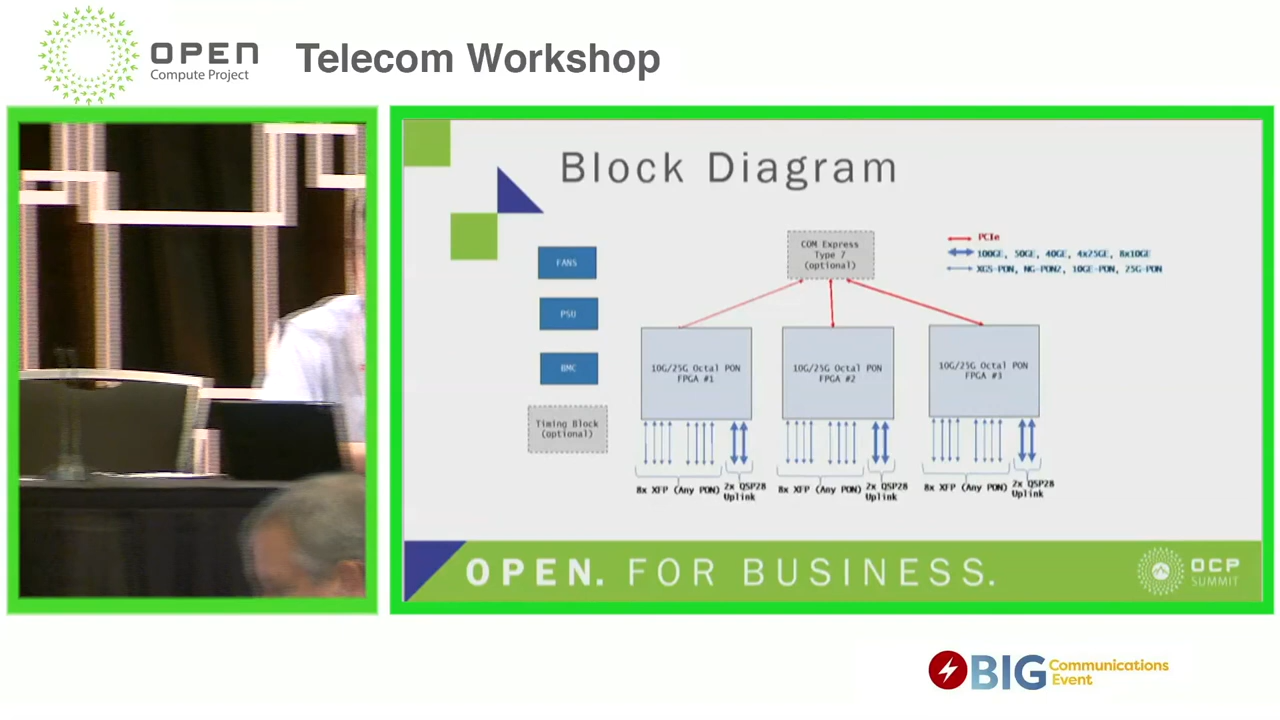 OPEN
Compute Project
Telecom Workshop
Block Diagram
FANS
PSU
BMC
Timing Block
(optional)
COM Express
Type 7
(optional)
PCIe
100GE, 50GE, 40GE, 4x25GE, 8x10GE
XGS-PON, NG-PON2, 10GE-PON, 25G-PON
10G/25G Octal PON
FPGA #1
10G/25G Octal PON
FPGA #2
10G/25G Octal PON
FPGA #3
8x XFP (Any PON)
2x QSP28
Uplink
8x XFP (Any PON)
2x QSP28
Uplink
8x XFP (Any PON)
2x QSP28
Uplink
OPEN. FOR BUSINESS.
OCP
SUMMIT
BIG Communications
Event